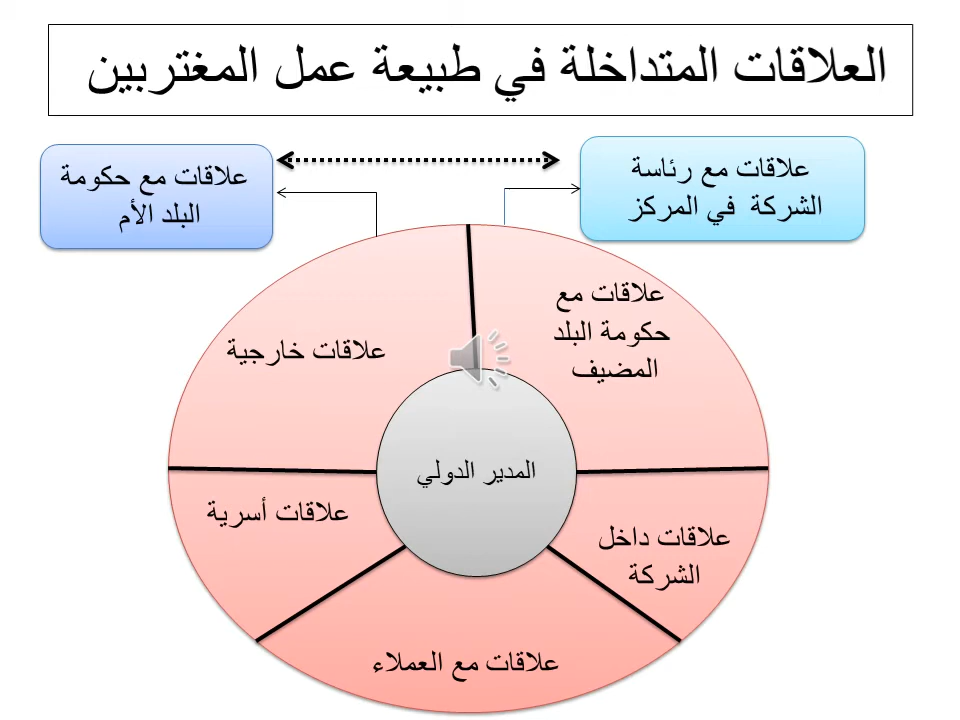 العلاقات المتداخلة في طبيعة عمل المغتربين
علاقات مع رئاسة
الشركة في المركز
علاقات مع حكومة
البلد الأم
علاقات مع
حكومة البلد
المضيف
علاقات خارجية
المدير الدولي
علاقات أسرية
علاقات داخل
الشركة
علاقات مع العملاء